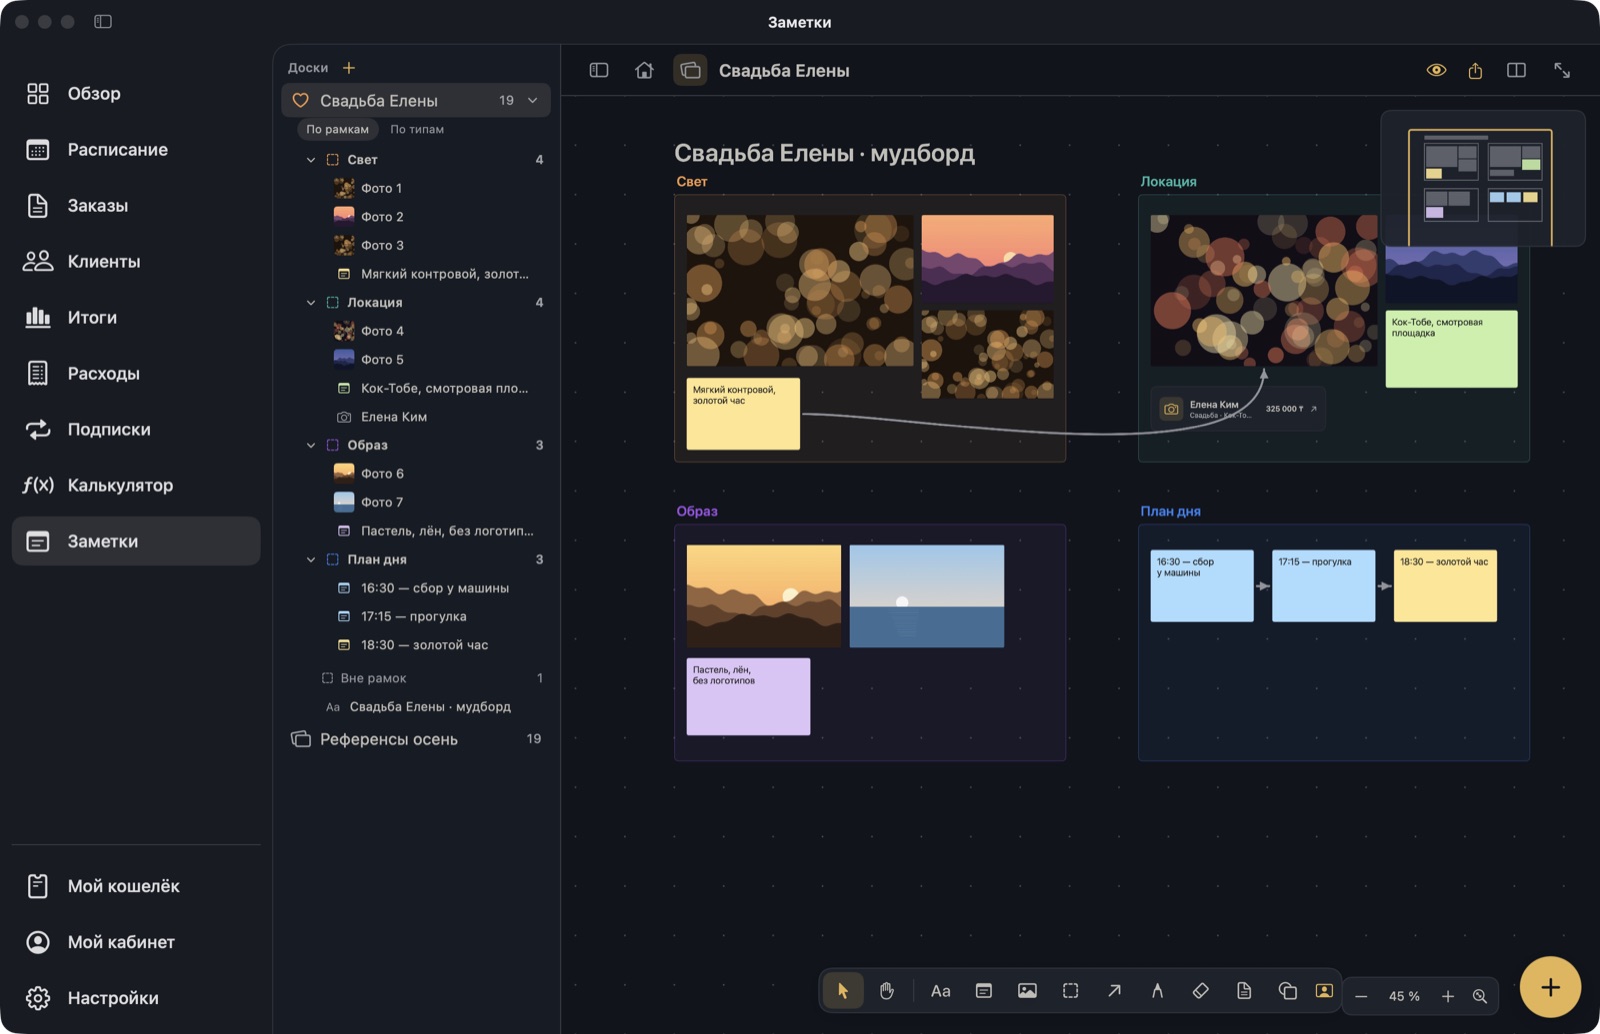 Заметки
Обзор
Расписание
Заказы
Клиенты
Итоги
Расходы
Подписки
f(x) Калькулятор
Заметки
Мой кошелёк
Мой кабинет
Настройки
Доски +
Свадьба Елены 19
По рамкам По типам
Свет 4
Фото 1
Фото 2
Фото 3
Мягкий контровой, золот...
Локация 4
Фото 4
Фото 5
Кок-Тобе, смотровая пло...
Елена Ким
Образ 3
Фото 6
Фото 7
Пастель, лён, без логотип...
План дня 3
16:30 — сбор у машины
17:15 — прогулка
18:30 — золотой час
Вне рамок 1
Aa Свадьба Елены · мудборд
Референсы осень 19
Свадьба Елены
Свадьба Елены · мудборд
Свет
Мягкий контровой,
золотой час
Локация
Кок-Тобе, смотровая
площадка
Елена Ким
Свадьба · Кок-То...
325 000 ₸
Образ
Пастель, лён,
без логотипов
План дня
16:30 — сбор
у машины
17:15 — прогулка
18:30 — золотой час
Aa
45 %